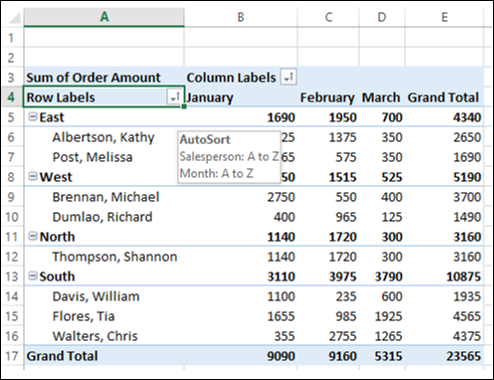 A B C D E
1
2
3 Sum of Order Amount Column Labels
4 Row Labels January February March Grand Total
5 East 1690 1950 700 4340
6 Albertson, Kathy 25 1375 350 2650
7 Post, Melissa 65 575 350 1690
8 West 50 1515 525 5190
9 Brennan, Michael 2750 550 400 3700
10 Dumlao, Richard 400 965 125 1490
11 North 1140 1720 300 3160
12 Thompson, Shannon 1140 1720 300 3160
13 South 3110 3975 3790 10875
14 Davis, William 1100 235 600 1935
15 Flores, Tia 1655 985 1925 4565
16 Walters, Chris 355 2755 1265 4375
17 Grand Total 9090 9160 5315 23565
AutoSort
Salesperson: A to Z
Month: A to Z